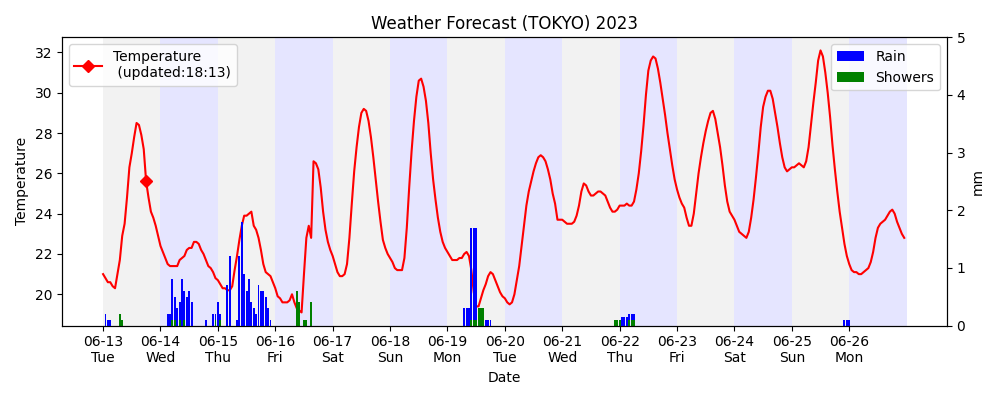 Weather Forecast (TOKYO) 2023
Temperature
(updated:18:13)
Rain
Showers
Temperature
32
30
28
26
24
22
20
5
4
3
2
1
0
mm
06-13 06-14 06-15 06-16 06-17 06-18 06-19 06-20 06-21 06-22 06-23 06-24 06-25 06-26
Tue Wed Thu Fri Sat Sun Mon Tue Wed Thu Fri Sat Sun Mon
Date